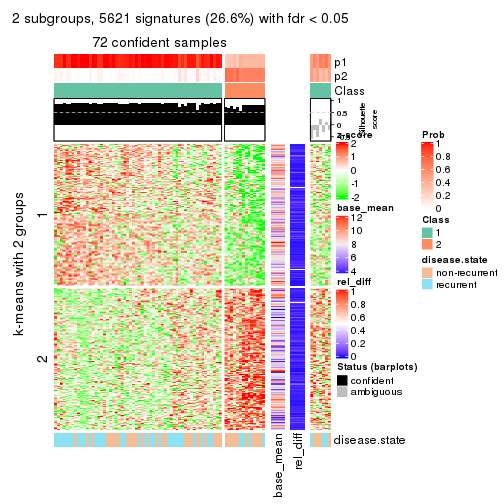 2 subgroups, 5621 signatures (26.6%) with fdr < 0.05
72 confident samples
p1
p2
Class
1
0.5
0
Silhouette
score
k-means with 2 groups
1
2
z-score
2
1
0
-1
-2
base_mean
12
10
8
6
4
rel_diff
1
0.8
0.6
0.4
0.2
0
Status (barplots)
confident
ambiguous
Prob
1
0.8
0.6
0.4
0.2
0
Class
1
2
disease.state
non-recurrent
recurrent
disease.state
base_mean
rel_diff